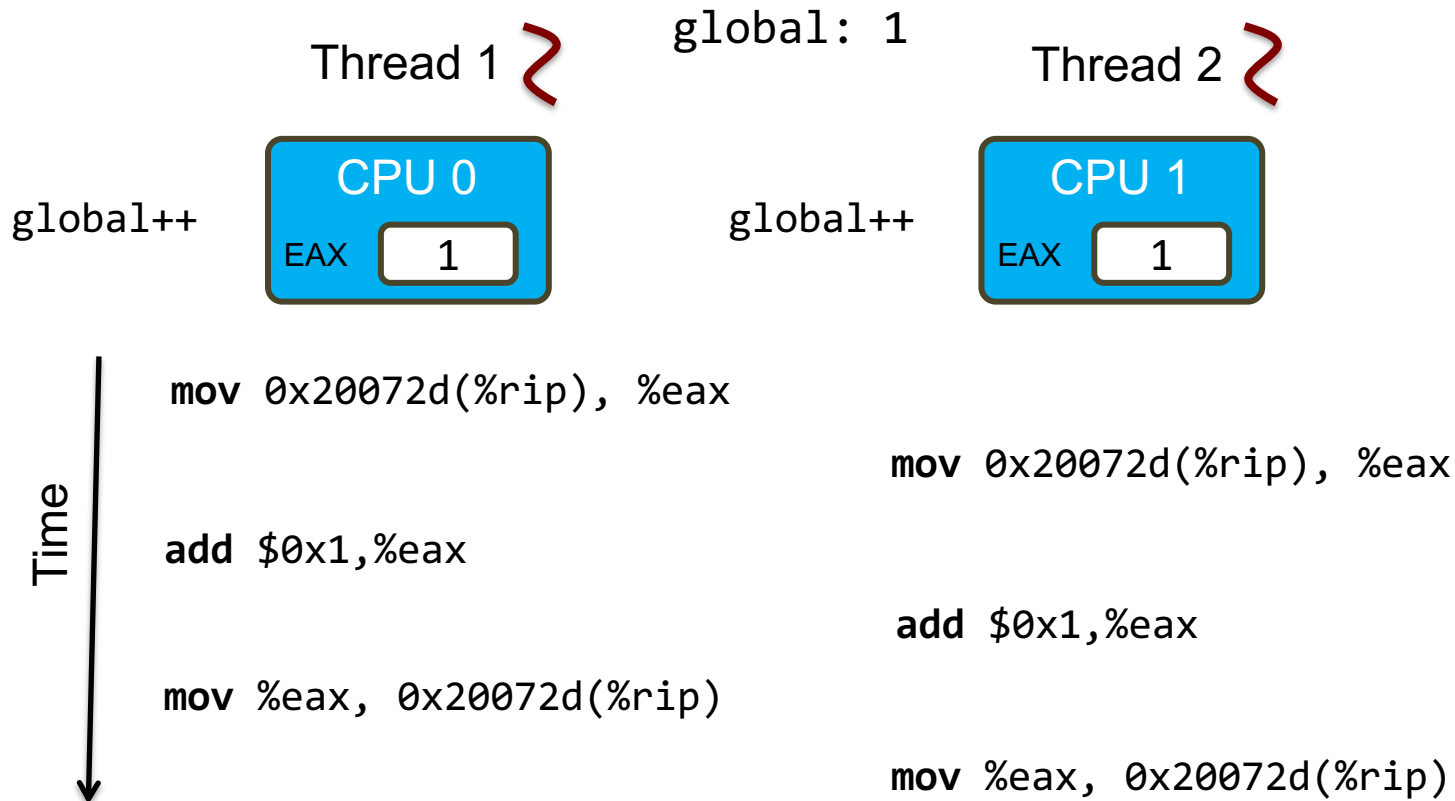 global: 1
Thread 1
Thread 2
CPU 0
CPU 1
global++
global++
EAX 1
EAX 1
mov 0x20072d(%rip), %eax
mov 0x20072d(%rip), %eax
Time
add $0x1,%eax
add $0x1,%eax
mov %eax, 0x20072d(%rip)
mov %eax, 0x20072d(%rip)